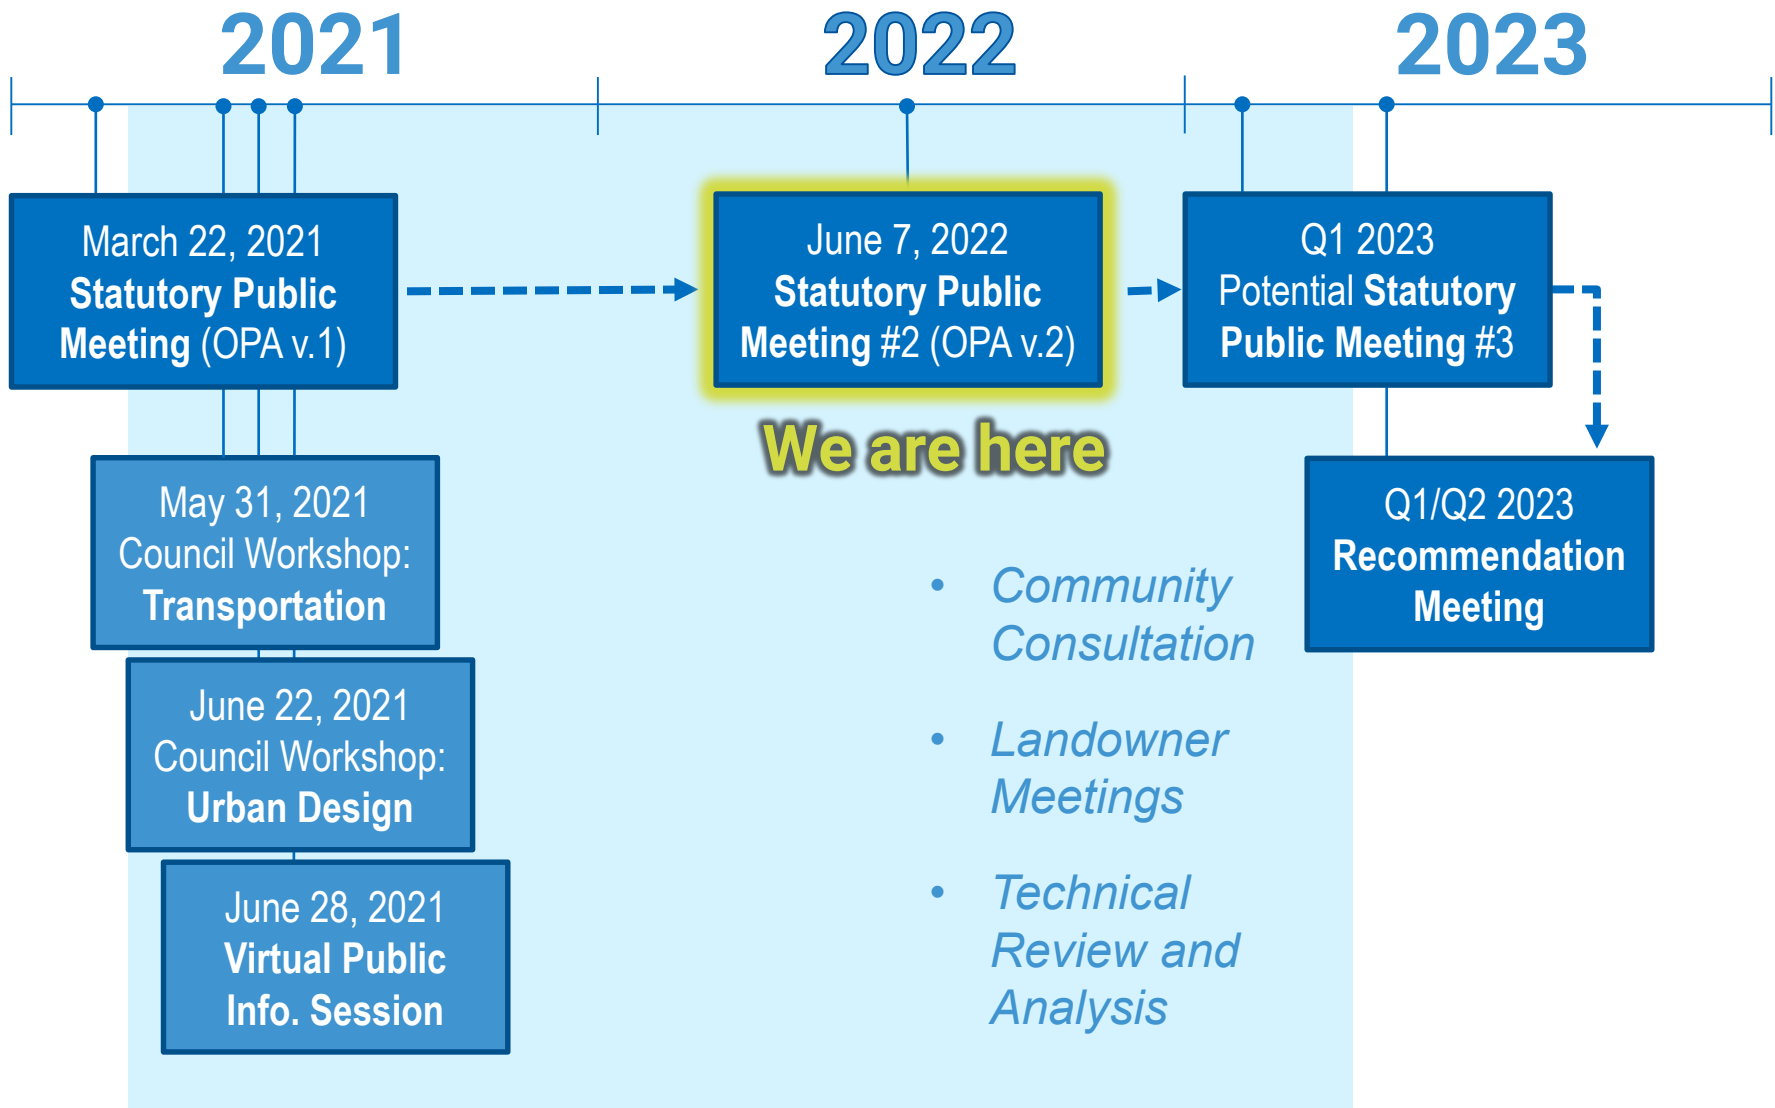 2021
2022
2023
March 22, 2021
Statutory Public
Meeting (OPA v.1)
June 7, 2022
Statutory Public
Meeting #2 (OPA v.2)
Q1 2023
Potential Statutory
Public Meeting #3
We are here
May 31, 2021
Council Workshop:
Transportation
Q1/Q2 2023
Recommendation
Meeting
June 22, 2021
Council Workshop:
Urban Design
June 28, 2021
Virtual Public
Info. Session
• Community
Consultation
• Landowner
Meetings
• Technical
Review and
Analysis